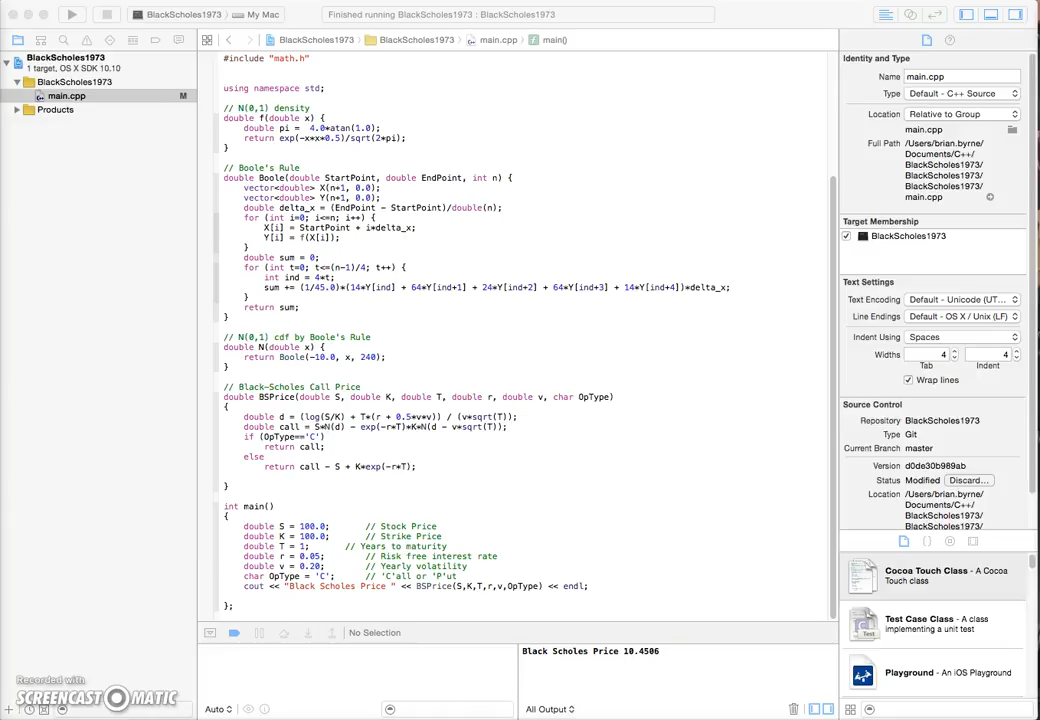 BlackScholes1973 › My Mac
Finished running BlackScholes1973 : BlackScholes1973
BlackScholes1973
1 target, OS X SDK 10.10
BlackScholes1973
main.cpp M
Products
BlackScholes1973 › BlackScholes1973 › main.cpp › main()
#include "math.h"
using namespace std;
// N(0,1) density
double f(double x) {
    double pi =  4.0*atan(1.0);
    return exp(-x*x*0.5)/sqrt(2*pi);
}
// Boole's Rule
double Boole(double StartPoint, double EndPoint, int n) {
    vector<double> X(n+1, 0.0);
    vector<double> Y(n+1, 0.0);
    double delta_x = (EndPoint - StartPoint)/double(n);
    for (int i=0; i<=n; i++) {
        X[i] = StartPoint + i*delta_x;
        Y[i] = f(X[i]);
    }
    double sum = 0;
    for (int t=0; t<=(n-1)/4; t++) {
        int ind = 4*t;
        sum += (1/45.0)*(14*Y[ind] + 64*Y[ind+1] + 24*Y[ind+2] + 64*Y[ind+3] + 14*Y[ind+4])*delta_x;
    }
    return sum;
}
// N(0,1) cdf by Boole's Rule
double N(double x) {
    return Boole(-10.0, x, 240);
}
// Black-Scholes Call Price
double BSPrice(double S, double K, double T, double r, double v, char OpType)
{
    double d = (log(S/K) + T*(r + 0.5*v*v)) / (v*sqrt(T));
    double call = S*N(d) - exp(-r*T)*K*N(d - v*sqrt(T));
    if (OpType=='C')
        return call;
    else
        return call - S + K*exp(-r*T);
}
int main()
{
    double S = 100.0;       // Stock Price
    double K = 100.0;       // Strike Price
    double T = 1;       // Years to maturity
    double r = 0.05;        // Risk free interest rate
    double v = 0.20;        // Yearly volatility
    char OpType = 'C';      // 'C'all or 'P'ut
    cout << "Black Scholes Price " << BSPrice(S,K,T,r,v,OpType) << endl;
};
No Selection
Black Scholes Price 10.4506
Auto
All Output
Identity and Type
Name main.cpp
Type Default - C++ Source
Location Relative to Group
main.cpp
Full Path /Users/brian.byrne/
Documents/C++/
BlackScholes1973/
BlackScholes1973/
BlackScholes1973/
main.cpp
Target Membership
BlackScholes1973
Text Settings
Text Encoding Default - Unicode (UT...
Line Endings Default - OS X / Unix (LF)
Indent Using Spaces
Widths 4 4
Tab Indent
Wrap lines
Source Control
Repository BlackScholes1973
Type Git
Current Branch master
Version d0de30b989ab
Status Modified Discard...
Location /Users/brian.byrne/
Documents/C++/
BlackScholes1973/
BlackScholes1973/
Cocoa Touch Class - A Cocoa
Touch class
Test Case Class - A class
implementing a unit test
Test
Playground - An iOS Playground
Recorded with
SCREENCAST-O-MATIC